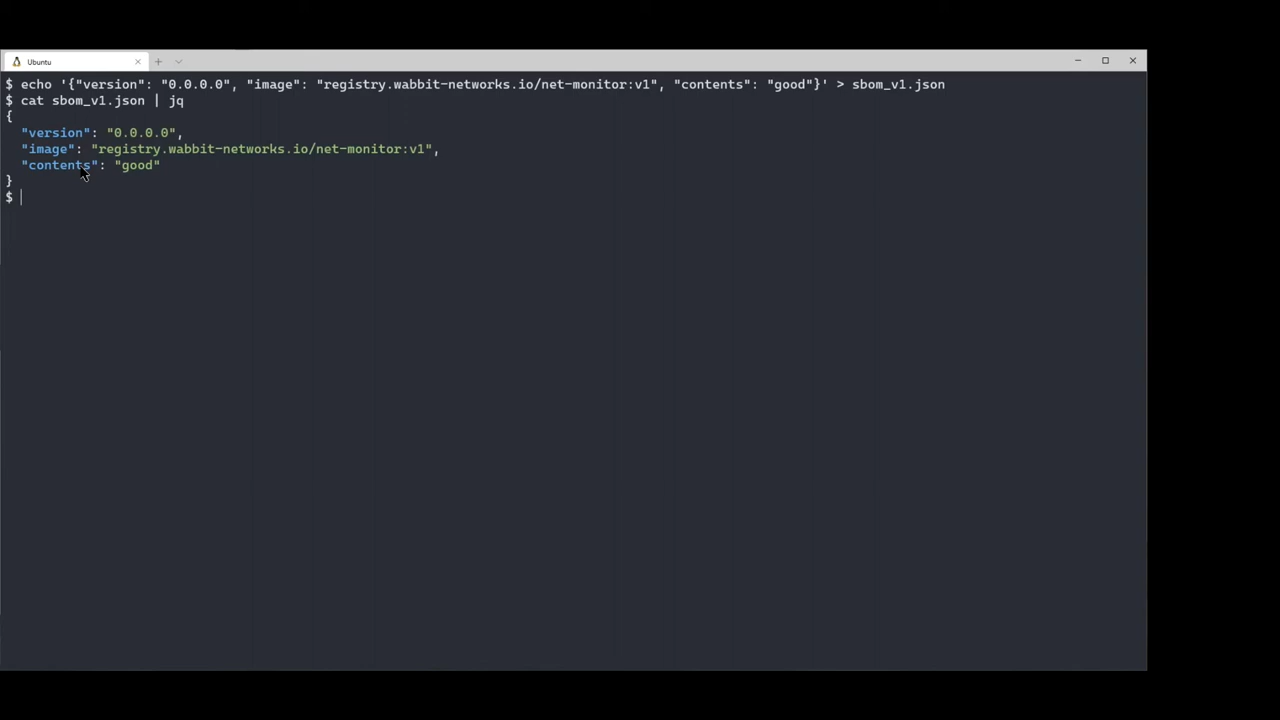 Ubuntu
$ echo '{"version": "0.0.0.0", "image": "registry.wabbit-networks.io/net-monitor:v1", "contents": "good"}' > sbom_v1.json
$ cat sbom_v1.json | jq
{
  "version": "0.0.0.0",
  "image": "registry.wabbit-networks.io/net-monitor:v1",
  "contents": "good"
}
$